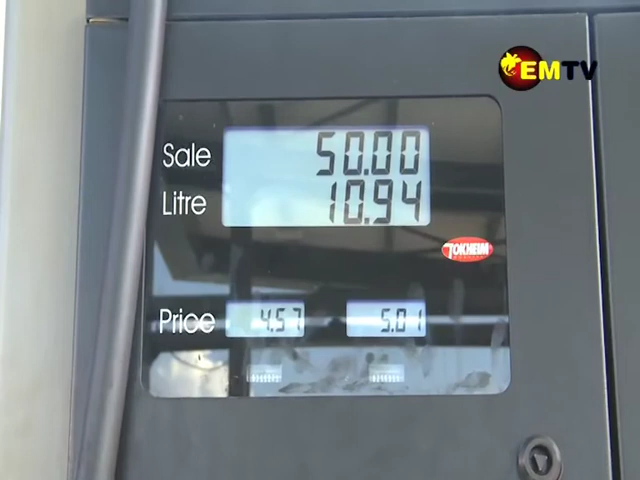 EMTV
Sale 50.00
Litre 10.94
TOKHEIM
Price 4.57 5.01